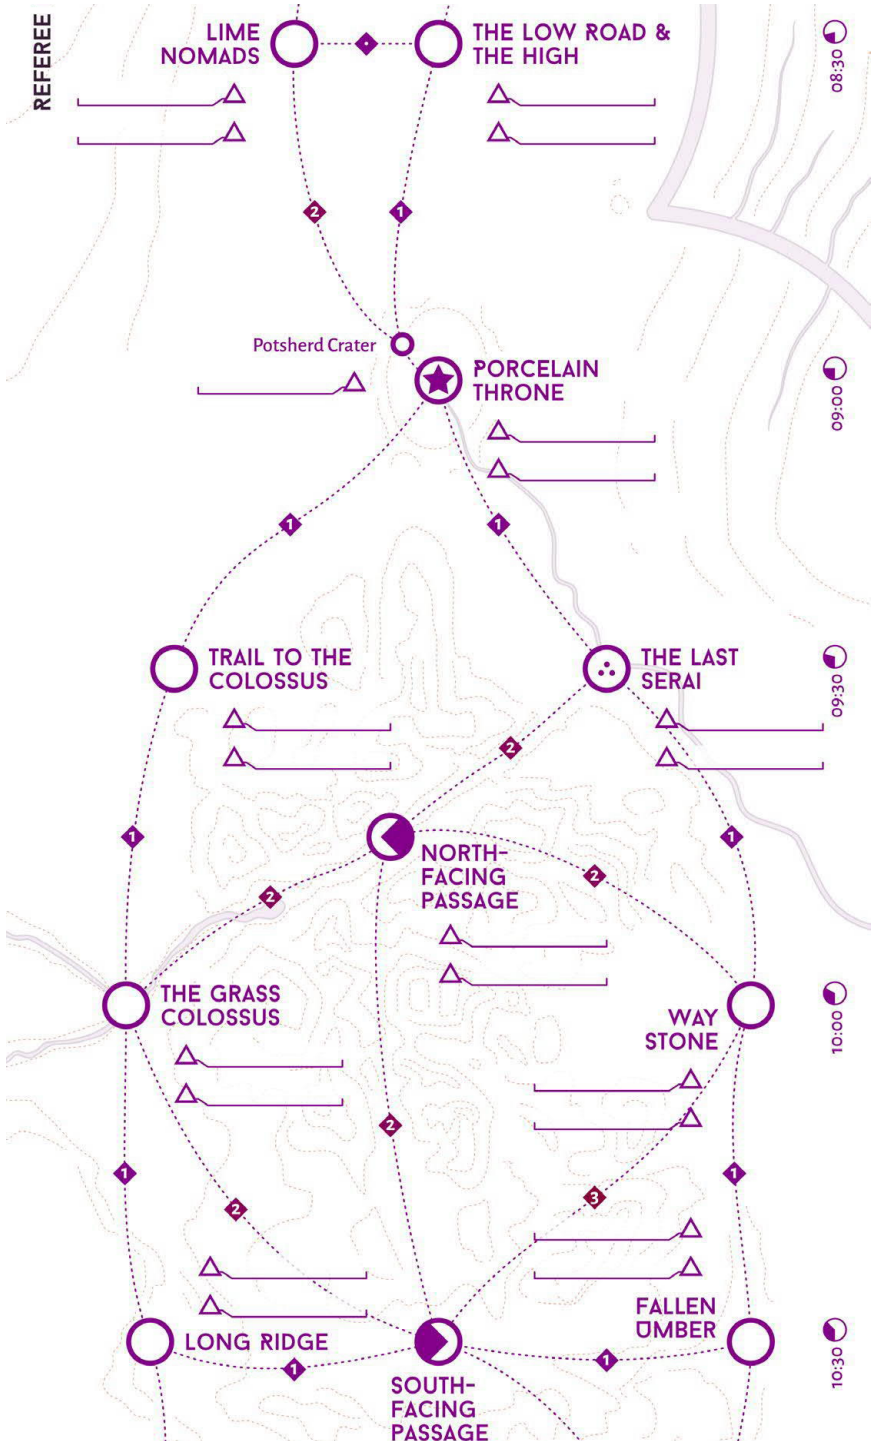 REFEREE
LIME
NOMADS
THE LOW ROAD &
THE HIGH
08:30
2
1
Potsherd Crater
PORCELAIN
THRONE
09:00
1
1
TRAIL TO THE
COLOSSUS
THE LAST
SERAI
09:30
2
1
1
NORTH-
FACING
PASSAGE
2
2
THE GRASS
COLOSSUS
WAY
STONE
10:00
2
1
1
3
2
FALLEN
UMBER
LONG RIDGE
10:30
1
1
SOUTH-
FACING
PASSAGE